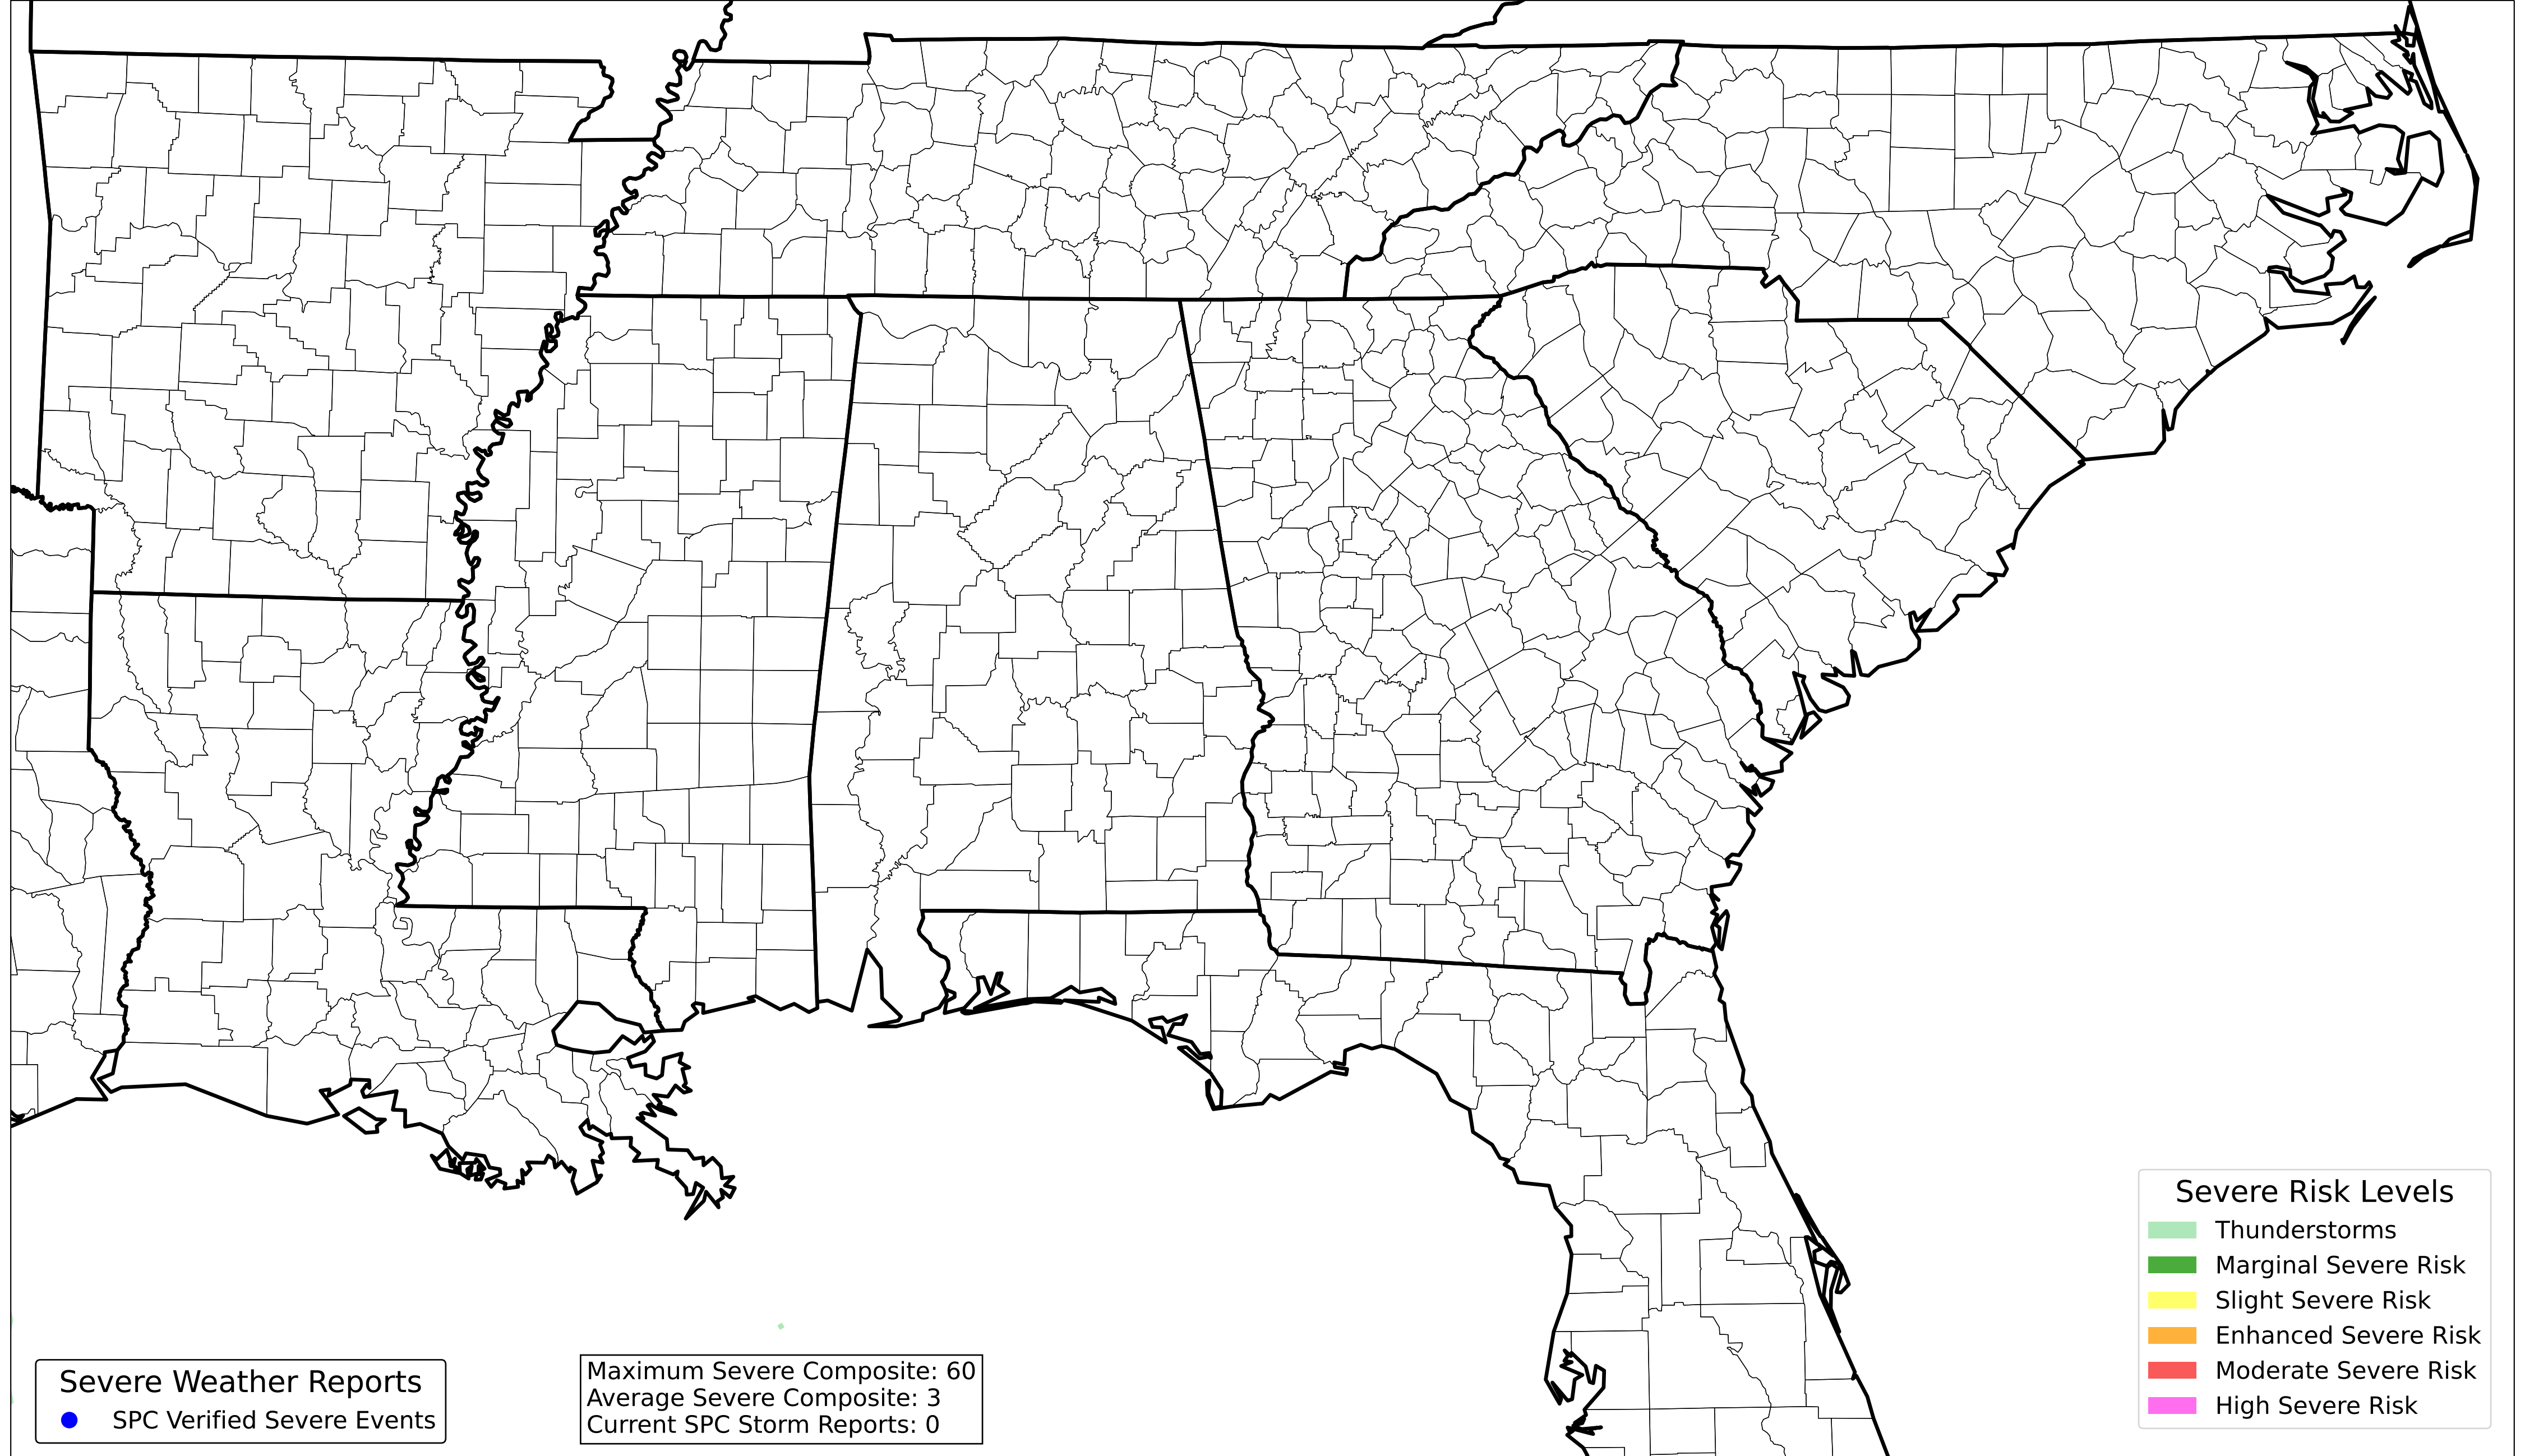 Severe Risk Levels
Thunderstorms
Marginal Severe Risk
Slight Severe Risk
Enhanced Severe Risk
Moderate Severe Risk
High Severe Risk
Severe Weather Reports
SPC Verified Severe Events
Maximum Severe Composite: 60
Average Severe Composite: 3
Current SPC Storm Reports: 0